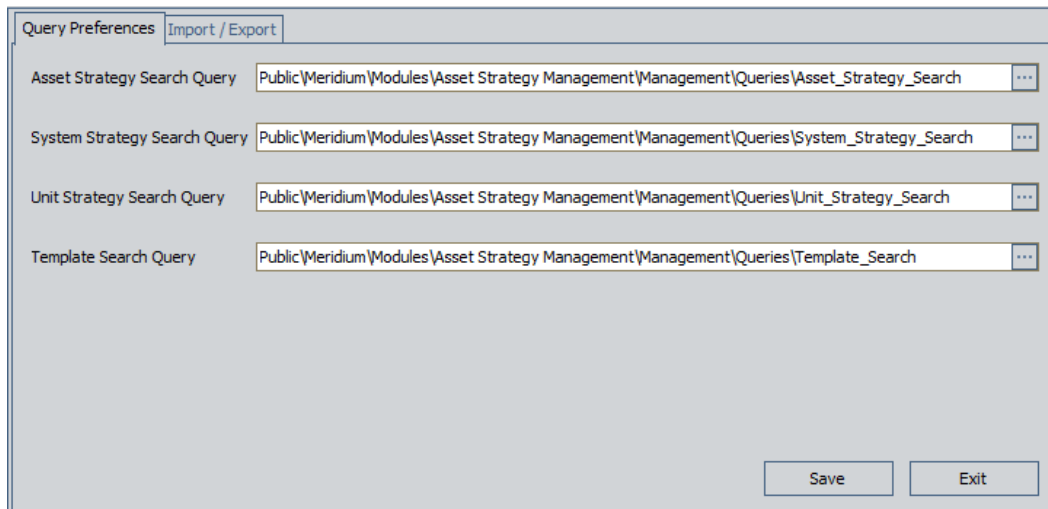 Query Preferences Import / Export
Asset Strategy Search Query Public\Meridium\Modules\Asset Strategy Management\Management\Queries\Asset_Strategy_Search ...
System Strategy Search Query Public\Meridium\Modules\Asset Strategy Management\Management\Queries\System_Strategy_Search ...
Unit Strategy Search Query Public\Meridium\Modules\Asset Strategy Management\Management\Queries\Unit_Strategy_Search ...
Template Search Query Public\Meridium\Modules\Asset Strategy Management\Management\Queries\Template_Search ...
Save Exit